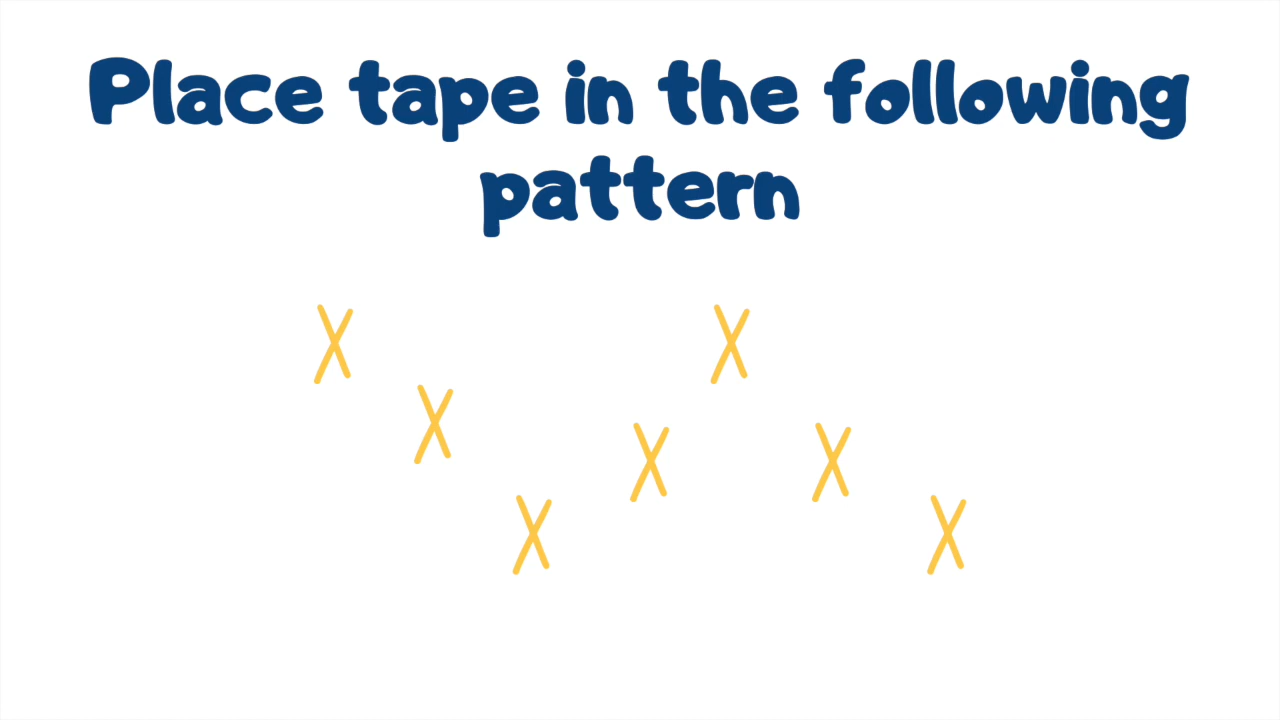 Place tape in the following
pattern
X X
X
X X
X X